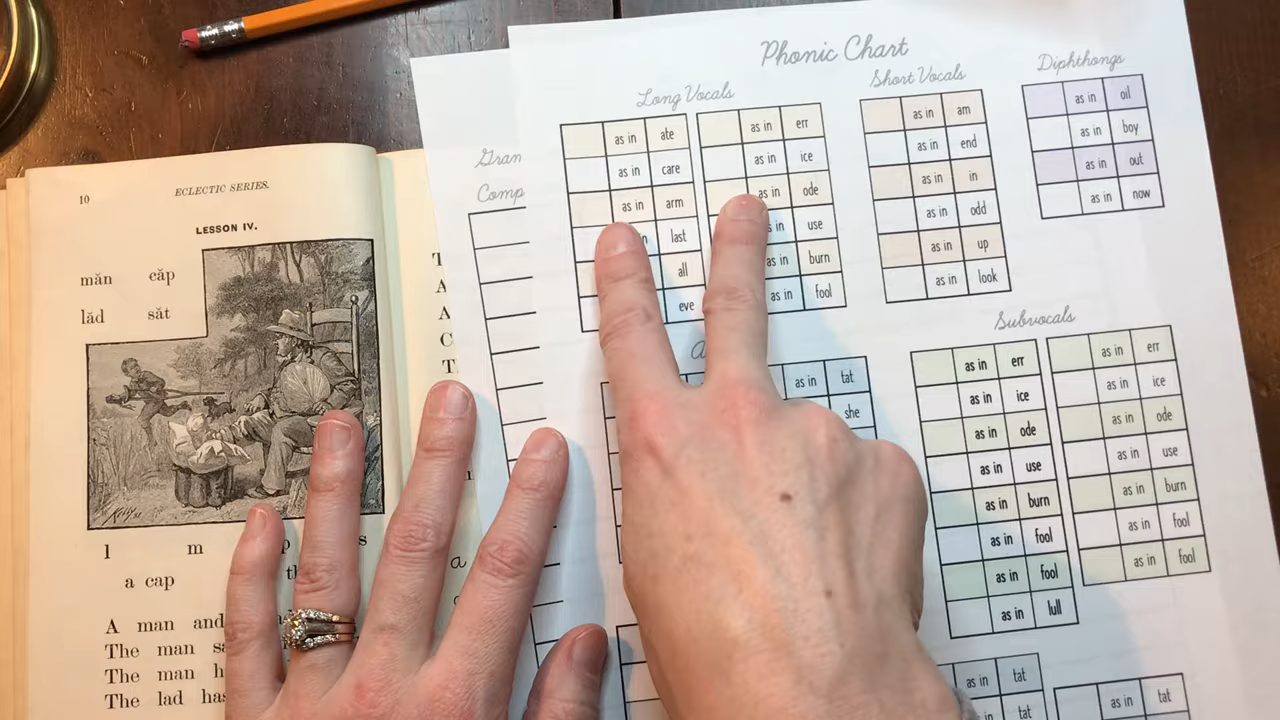 10
ECLECTIC SERIES.
LESSON IV.
măn căp
lăd săt
Kelly
l m p s
a cap
A man and
The man
The man
The lad has
T
A
A
C
T
a
Gran
Comp
Phonic Chart
Long Vocals
as in ate
as in care
as in arm
last
all
eve
as in err
as in ice
as in ode
in use
as in burn
as in fool
Short Vocals
as in am
as in end
as in in
as in odd
as in up
as in look
Diphthongs
as in oil
as in boy
as in out
as in now
as in tat
she
Subvocals
as in err
as in ice
as in ode
as in use
as in burn
as in fool
as in fool
as in lull
as in err
as in ice
as in ode
as in use
as in burn
as in fool
as in fool
as in tat
as in tat
as in tat